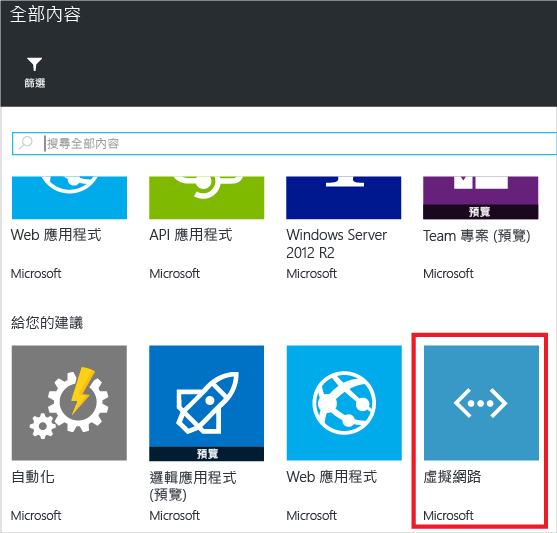 全部內容
篩選
搜尋全部內容
預覽
Web 應用程式
API 應用程式
Windows Server
2012 R2
Team 專案 (預覽)
Microsoft
Microsoft
Microsoft
Microsoft
給您的建議
預覽
自動化
邏輯應用程式
(預覽)
Web 應用程式
虛擬網路
Microsoft
Microsoft
Microsoft
Microsoft